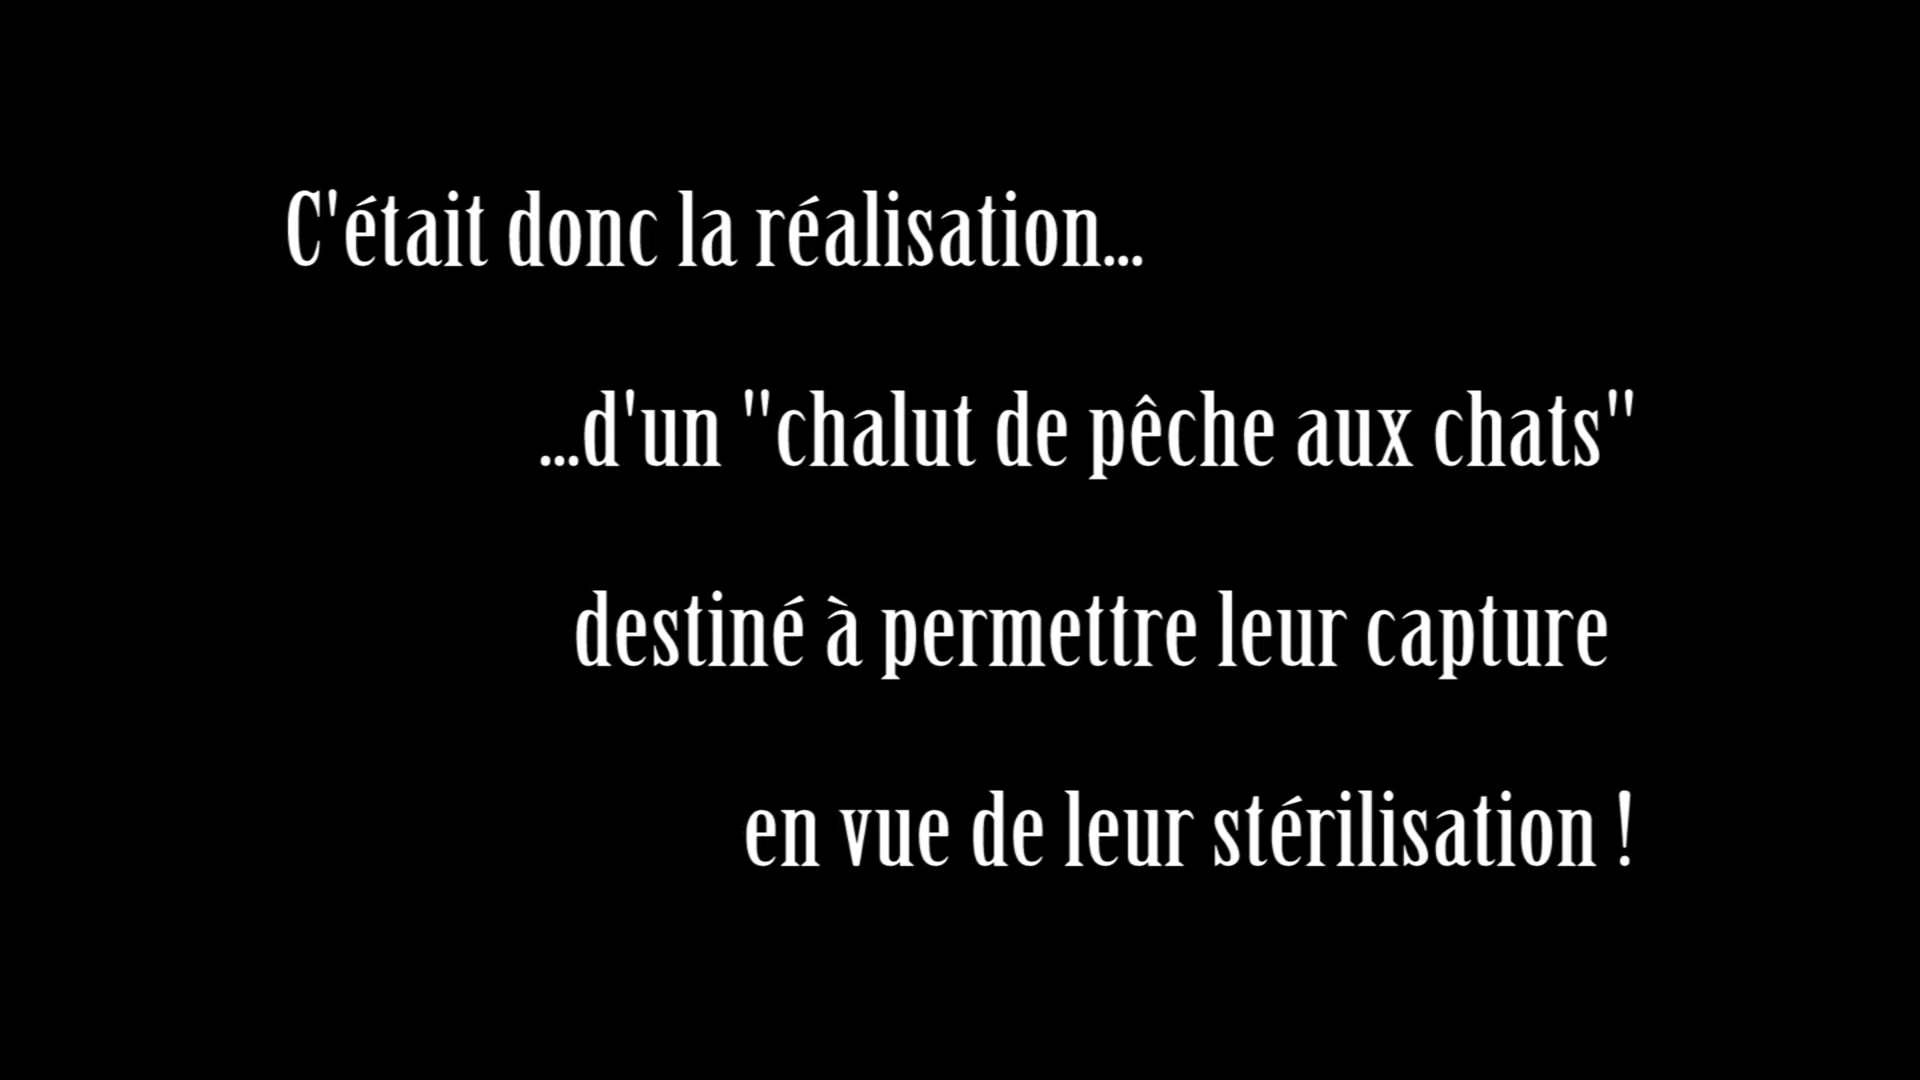 C'était donc la réalisation...
...d'un "chalut de pêche aux chats"
destiné à permettre leur capture
en vue de leur stérilisation !